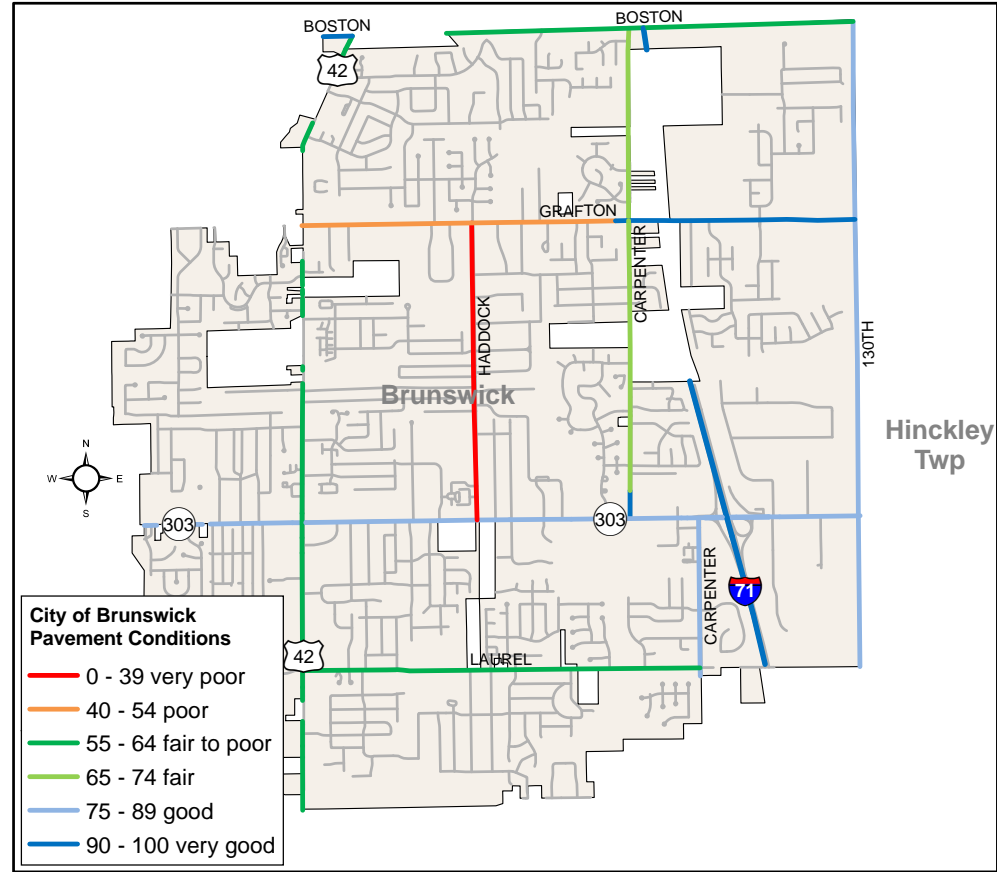 BOSTON
BOSTON
42
GRAFTON
CARPENTER
HADDOCK
130TH
Brunswick
Hinckley
Twp
N
W
E
S
303
303
CARPENTER
71
42
LAUREL
City of Brunswick
Pavement Conditions
0 - 39 very poor
40 - 54 poor
55 - 64 fair to poor
65 - 74 fair
75 - 89 good
90 - 100 very good